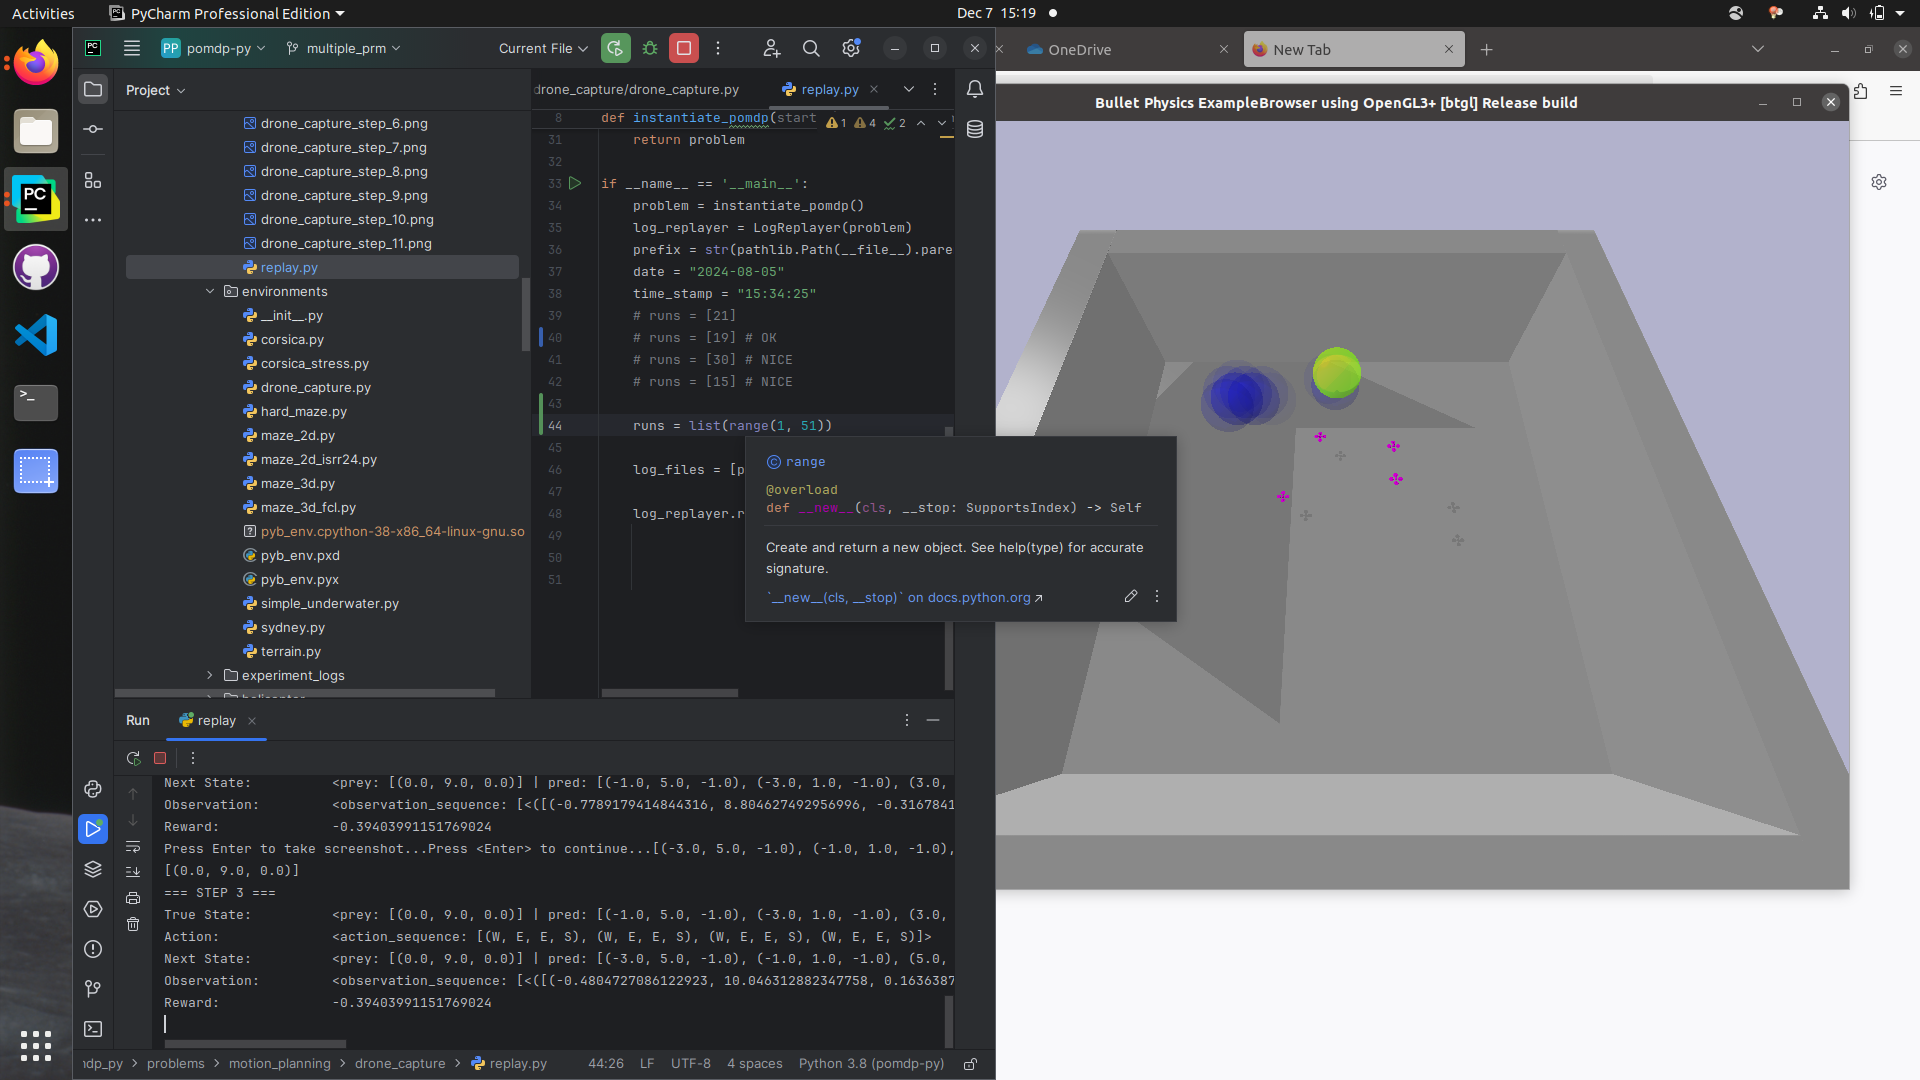 Activities
PyCharm Professional Edition
Dec 7 15:19
PP pomdp-py
multiple_prm
Current File
OneDrive
New Tab
Project
drone_capture/drone_capture.py
replay.py
Bullet Physics ExampleBrowser using OpenGL3+ [btgl] Release build
drone_capture_step_6.png
drone_capture_step_7.png
drone_capture_step_8.png
drone_capture_step_9.png
drone_capture_step_10.png
drone_capture_step_11.png
replay.py
environments
__init__.py
corsica.py
corsica_stress.py
drone_capture.py
hard_maze.py
maze_2d.py
maze_2d_isrr24.py
maze_3d.py
maze_3d_fcl.py
pyb_env.cpython-38-x86_64-linux-gnu.so
pyb_env.pxd
pyb_env.pyx
simple_underwater.py
sydney.py
terrain.py
experiment_logs
8 def instantiate_pomdp(start
1 4 2
31 return problem
32
33 if __name__ == '__main__':
34 problem = instantiate_pomdp()
35 log_replayer = LogReplayer(problem)
36 prefix = str(pathlib.Path(__file__).pare
37 date = "2024-08-05"
38 time_stamp = "15:34:25"
39 # runs = [21]
40 # runs = [19] # OK
41 # runs = [30] # NICE
42 # runs = [15] # NICE
43
44 runs = list(range(1, 51))
45
46 log_files = [p
47
48 log_replayer.r
49
50
51
range
@overload
def __new__(cls, __stop: SupportsIndex) -> Self
Create and return a new object. See help(type) for accurate
signature.
`__new__(cls, __stop)` on docs.python.org
Run
replay
Next State: <prey: [(0.0, 9.0, 0.0)] | pred: [(-1.0, 5.0, -1.0), (-3.0, 1.0, -1.0), (3.0,
Observation: <observation_sequence: [<([(-0.7789179414844316, 8.804627492956996, -0.3167841
Reward: -0.39403991151769024
Press Enter to take screenshot...Press <Enter> to continue...[(-3.0, 5.0, -1.0), (-1.0, 1.0, -1.0),
[(0.0, 9.0, 0.0)]
=== STEP 3 ===
True State: <prey: [(0.0, 9.0, 0.0)] | pred: [(-1.0, 5.0, -1.0), (-3.0, 1.0, -1.0), (3.0,
Action: <action_sequence: [(W, E, E, S), (W, E, E, S), (W, E, E, S), (W, E, E, S)]>
Next State: <prey: [(0.0, 9.0, 0.0)] | pred: [(-3.0, 5.0, -1.0), (-1.0, 1.0, -1.0), (5.0,
Observation: <observation_sequence: [<([(-0.4804727086122923, 10.046312882347758, 0.1636387
Reward: -0.39403991151769024
mdp_py > problems > motion_planning > drone_capture > replay.py
44:26 LF UTF-8 4 spaces Python 3.8 (pomdp-py)